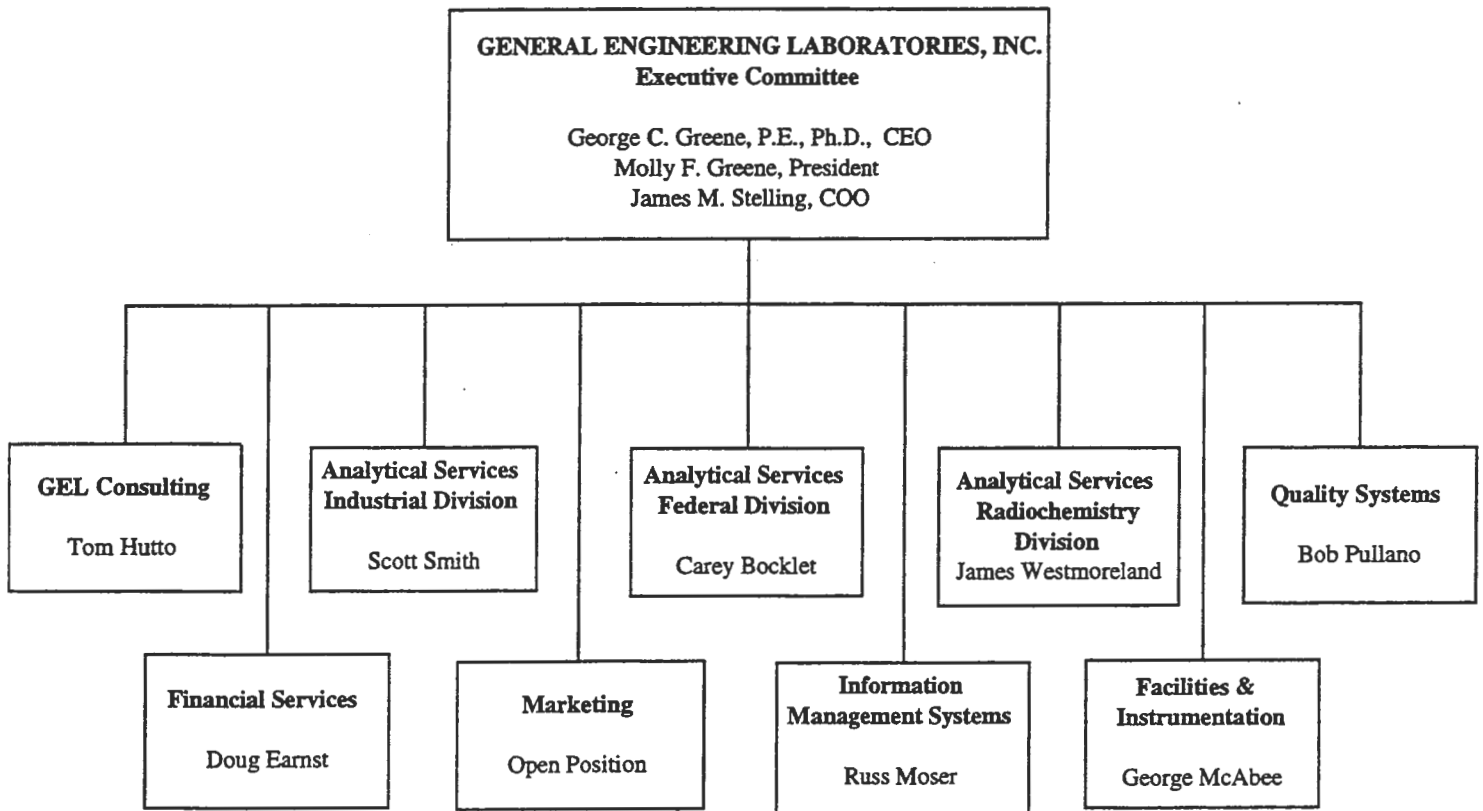 GENERAL ENGINEERING LABORATORIES, INC.
Executive Committee
George C. Greene, P.E., Ph.D., CEO
Molly F. Greene, President
James M. Stelling, COO
GEL Consulting
Tom Hutto
Analytical Services
Industrial Division
Scott Smith
Analytical Services
Federal Division
Carey Bocklet
Analytical Services
Radiochemistry
Division
James Westmoreland
Quality Systems
Bob Pullano
Financial Services
Doug Earnst
Marketing
Open Position
Information
Management Systems
Russ Moser
Facilities &
Instrumentation
George McAbee